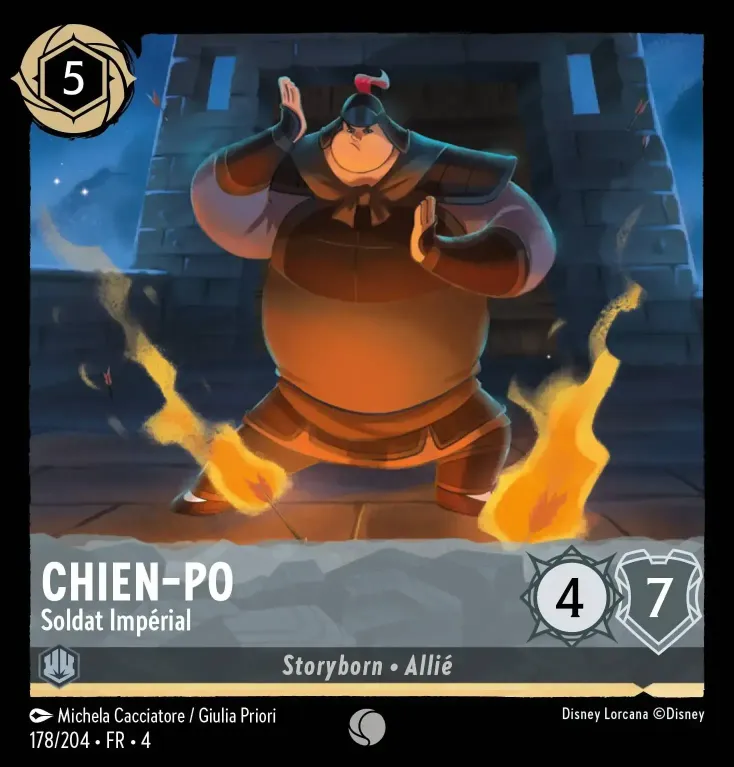 5
CHIEN-PO
Soldat Impérial
4
7
Storyborn • Allié
Michela Cacciatore / Giulia Priori
Disney Lorcana ©Disney
178/204 • FR • 4